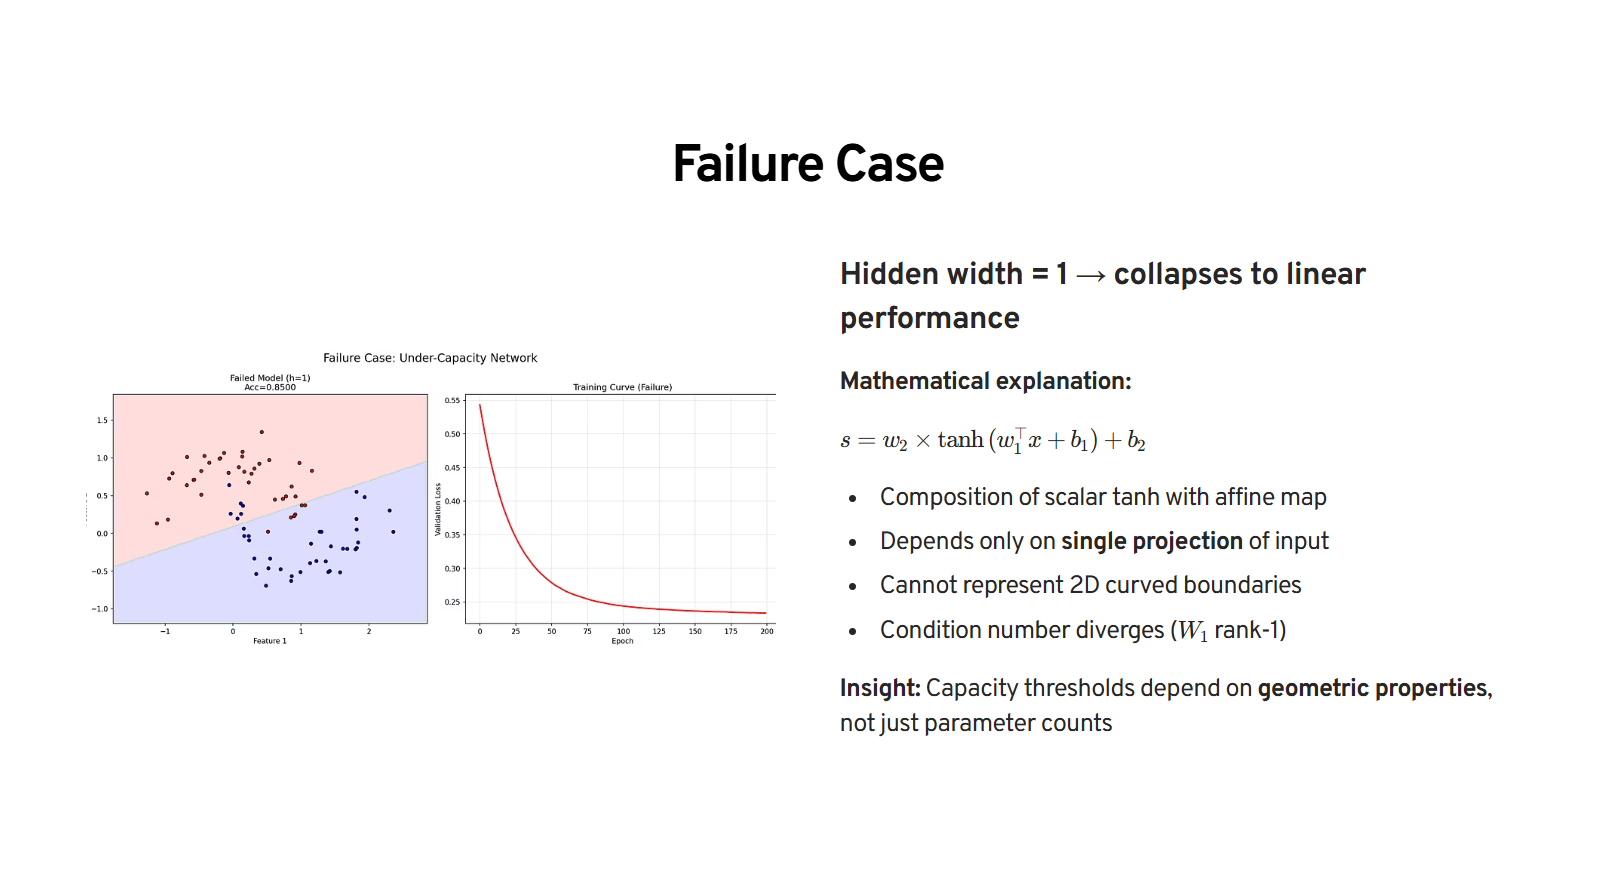 Failure Case
Failure Case: Under-Capacity Network
Failed Model (h=1)
Acc=0.8500
1.5
1.0
0.5
0.0
−0.5
−1.0
−1
0
1
2
Feature 1
Training Curve (Failure)
Validation Loss
0.55
0.50
0.45
0.40
0.35
0.30
0.25
0
25
50
75
100
125
150
175
200
Epoch
Hidden width = 1 → collapses to linear
performance
Mathematical explanation:
s = w₂ × tanh (w₁⊤x + b₁) + b₂
• Composition of scalar tanh with affine map
• Depends only on single projection of input
• Cannot represent 2D curved boundaries
• Condition number diverges (W₁ rank-1)
Insight: Capacity thresholds depend on geometric properties,
not just parameter counts